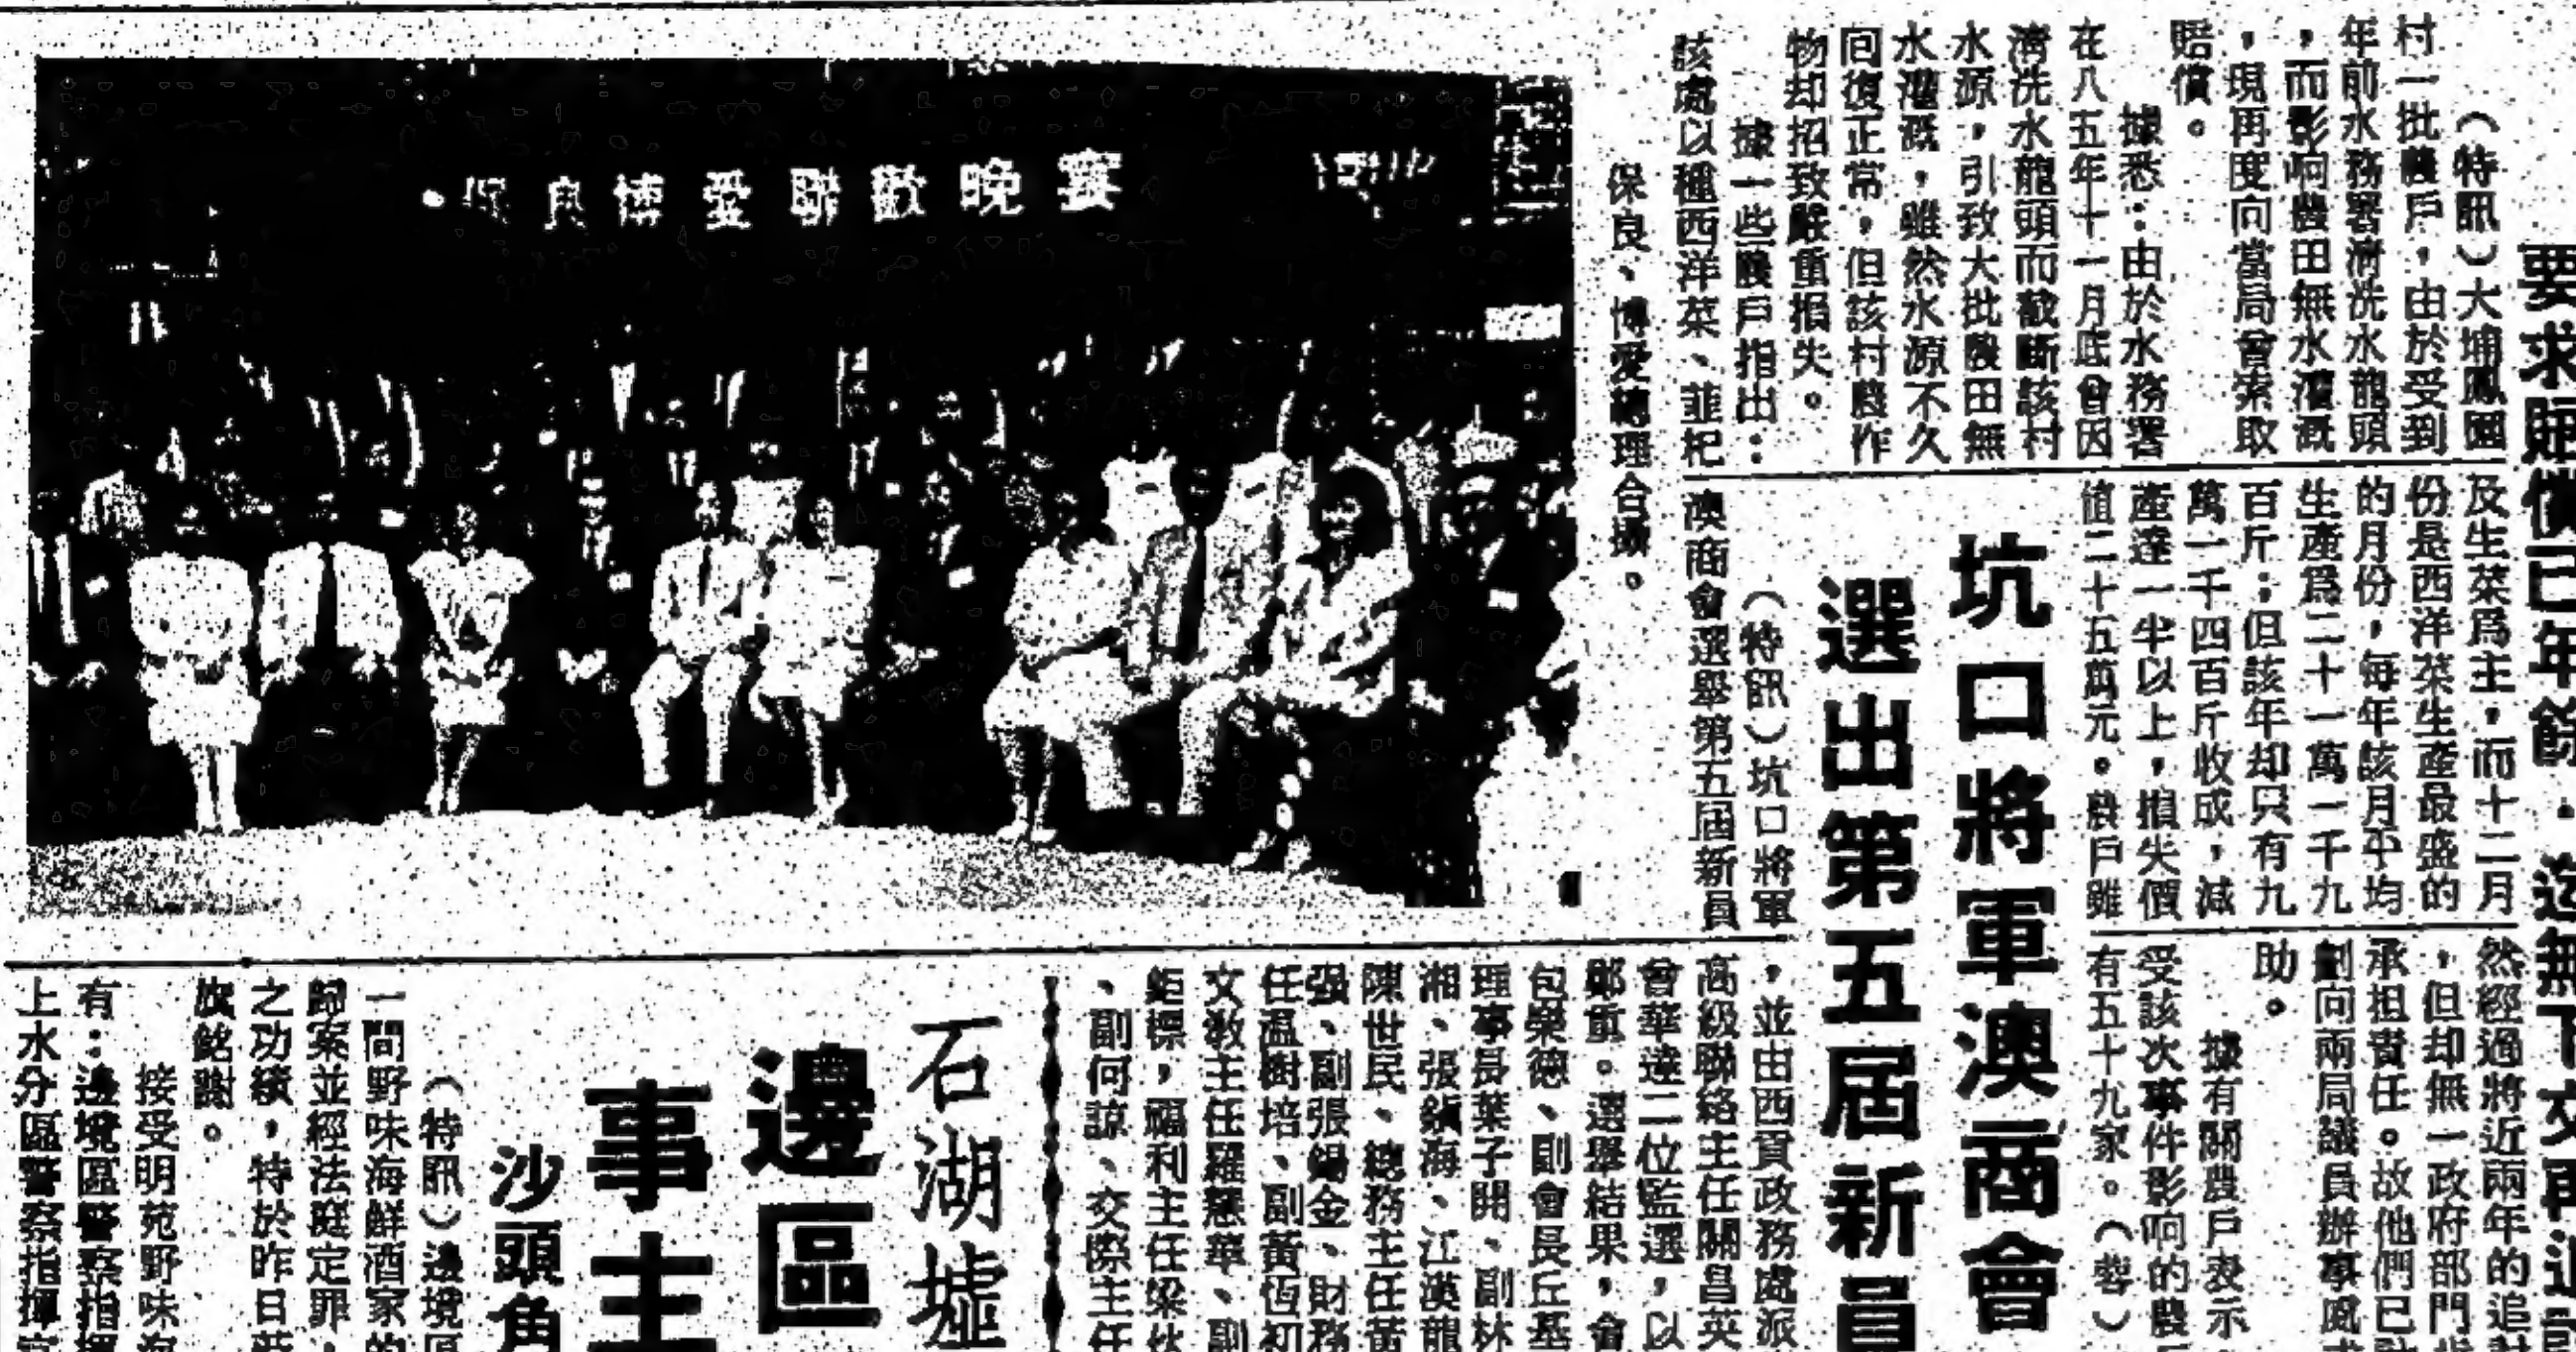 要求賠償已年餘
(特訊)大埔鳳園
村一批農戶,由於受到
年前水務署清洗水龍頭
,而影响農田無水灌溉
,現再度向當局會索取
賠償。
據悉:由於水務署
在八五年十一月底會因
清洗水龍頭而截斷該村
水源,引致大批農田無
水灌溉,雖然水源不久
回復正常,但該村農作
物却招致嚴重損失。
據一些農戶指出:
該處以種西洋菜、韮杞
及生菜為主,而十二月
份是西洋菜生產最盛的
的月份,每年該月平均
生產為二十一萬一千九
百斤;但該年却只有九
萬一千四百斤收成,減
產達一半以上,損失價
值二十五萬元。農戶雖
然經過將近兩年的追討
,但却無一政府部門
承担責任。故他們已
劃向兩局議員辦事處
助。
據有關農戶表示
受該次事件影响的農
有五十九家。(蓉)
保良博愛聯歡晚宴
保良、博愛總理合攝。
坑口將軍澳商會
選出第五屆新員
(特訊)坑口將軍
澳商會選舉第五屆新員
,並由西貢政務處派
高級聯絡主任關昌英
會華達二位監選,以
鄭重。選舉結果,會
包樂德、副會長丘基
理事長葉子開、副林
湘、張鎮海、江漢龍
陳世民、總務主任黃
强、副張錫金、財務
任温樹培、副黃恆初
文教主任羅慧華、副
鉅標,福利主任梁
、副何諒、交際主任
石湖墟
邊區
事主
沙頭角
(特訊)邊境區
一間野味海鮮酒家的
歸案並經法庭定罪,
之功績,特於昨日
旗銘謝。
接受明苑野味海
有:邊境區警察指揮
上水分區警察指揮官